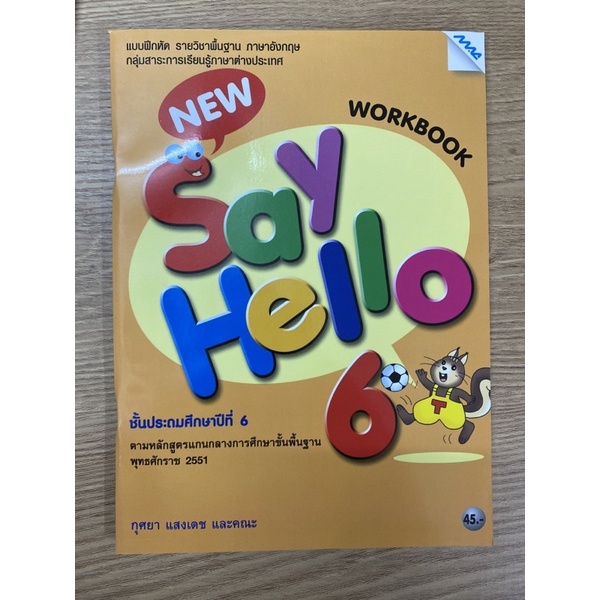 แบบฝึกหัด รายวิชาพื้นฐาน ภาษาอังกฤษ
กลุ่มสาระการเรียนรู้ภาษาต่างประเทศ
MAC
NEW
WORKBOOK
Say
Hello
6
T
ชั้นประถมศึกษาปีที่ 6
ตามหลักสูตรแกนกลางการศึกษาขั้นพื้นฐาน
พุทธศักราช 2551
กุศยา แสงเดช และคณะ
45.-